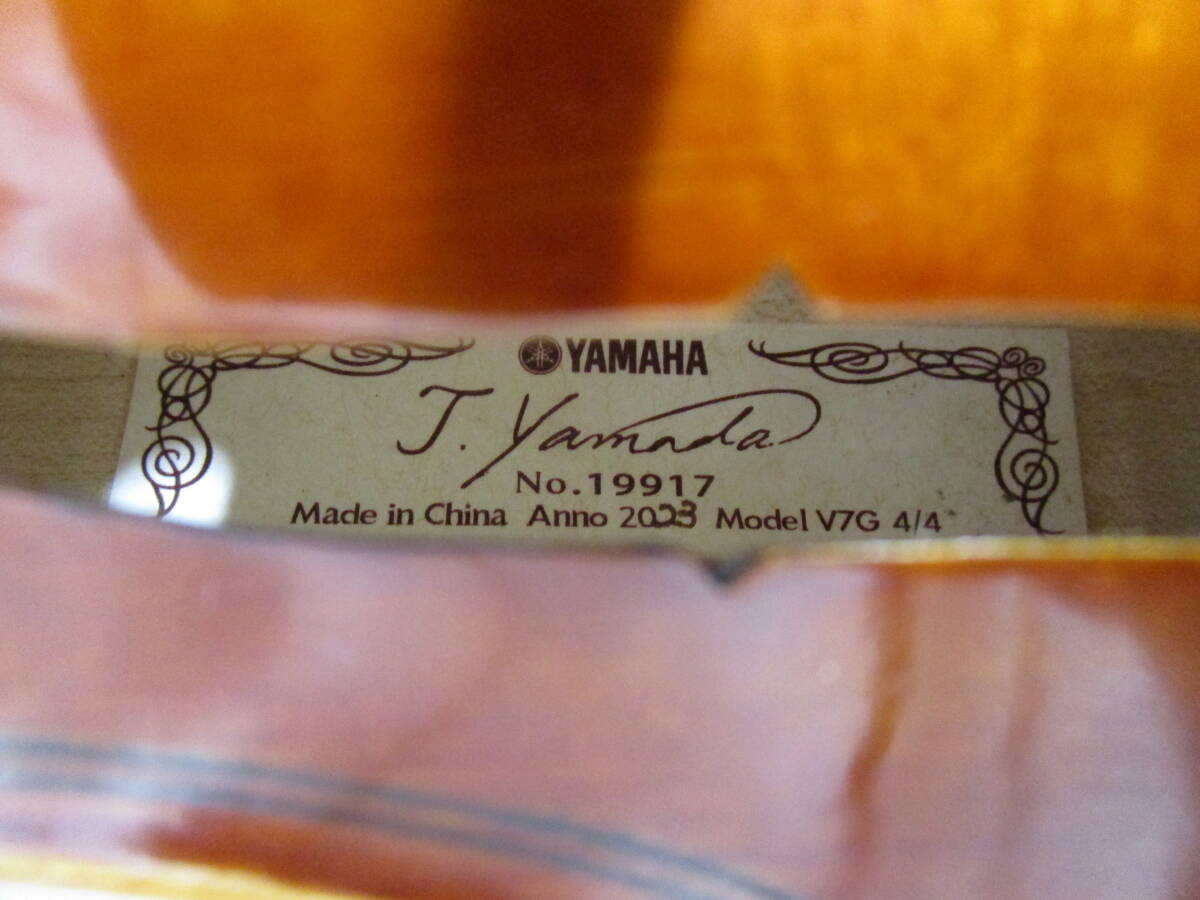 YAMAHA
J. Yamada
No.19917
Made in China Anno 2023 Model V7G 4/4